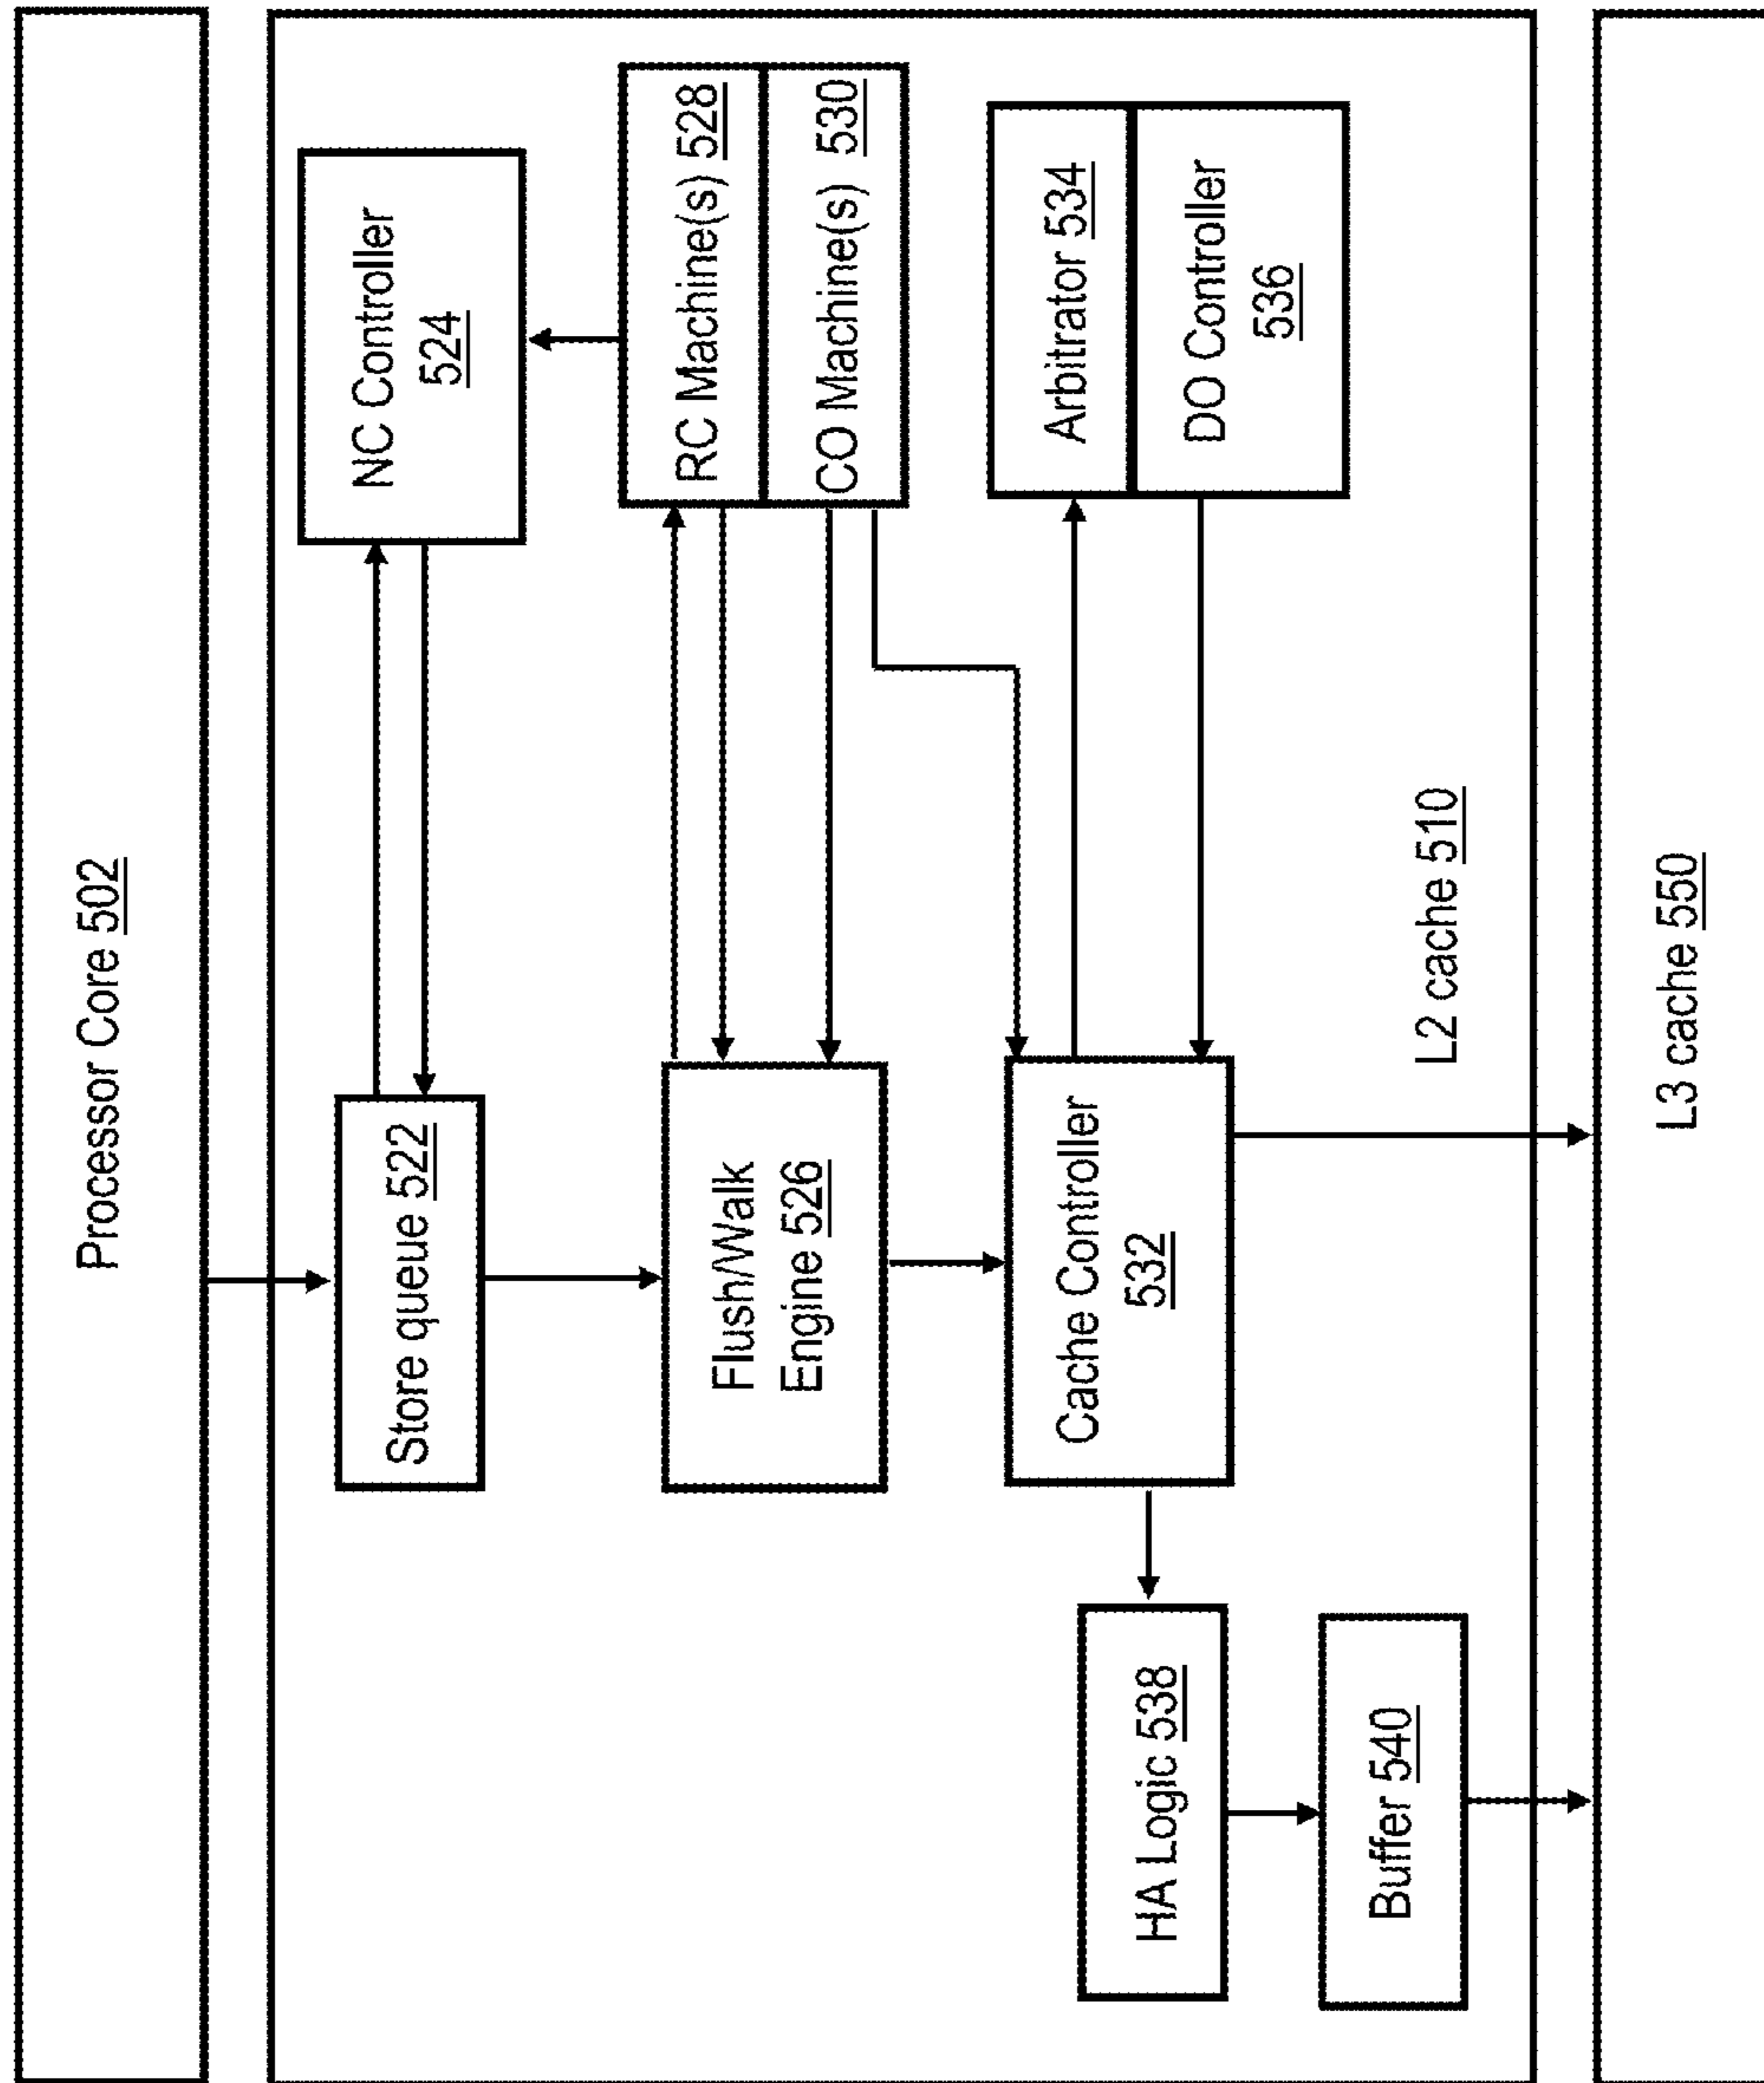 Processor Core 502
Store queue 522
NC Controller
524
Flush/Walk
Engine 526
RC Machine(s) 528
CO Machine(s) 530
Cache Controller
532
Arbitrator 534
DO Controller
536
HA Logic 538
Buffer 540
L2 cache 510
L3 cache 550